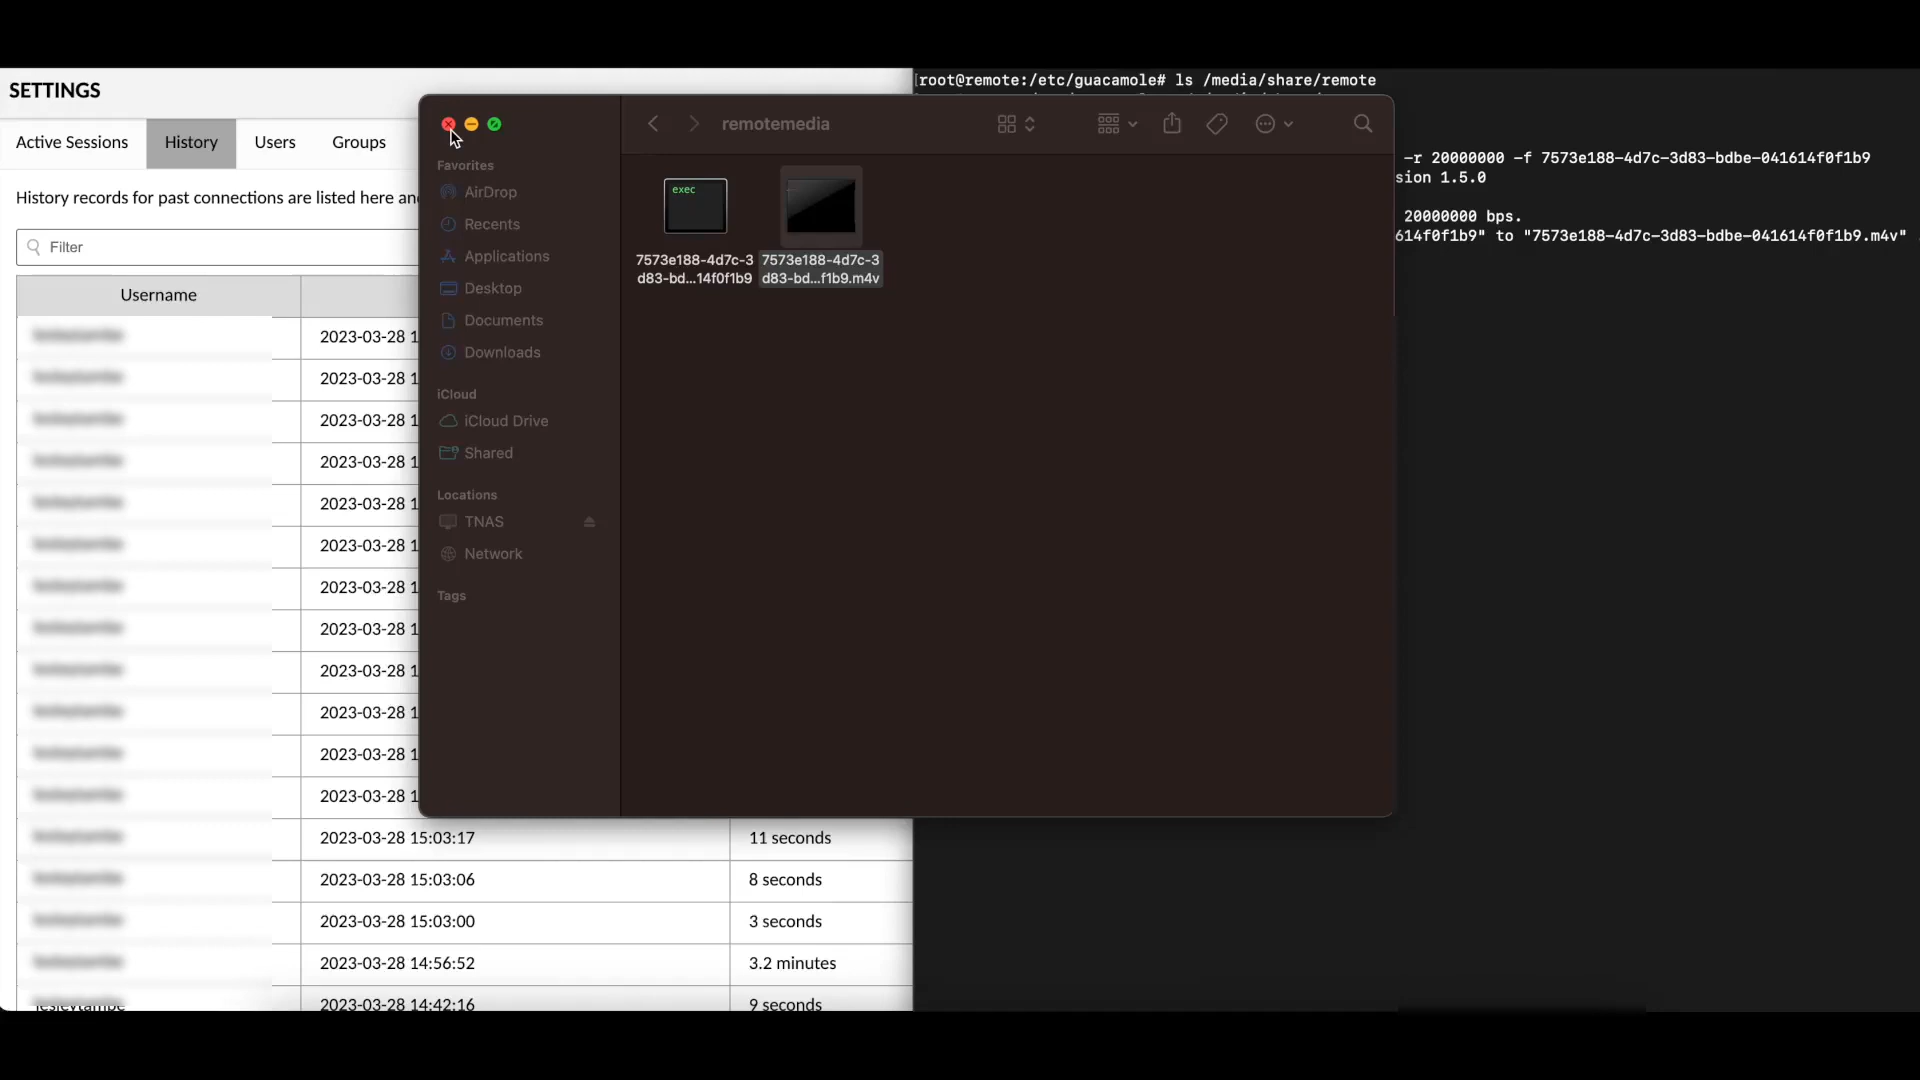 SETTINGS
Active Sessions
History
Users
Groups
History records for past connections are listed here an
Filter
Username
2023-03-28 1
2023-03-28 1
2023-03-28 1
2023-03-28 1
2023-03-28 1
2023-03-28 1
2023-03-28 1
2023-03-28 1
2023-03-28 1
2023-03-28 1
2023-03-28 1
2023-03-28 1
2023-03-28 15:03:17 11 seconds
2023-03-28 15:03:06 8 seconds
2023-03-28 15:03:00 3 seconds
2023-03-28 14:56:52 3.2 minutes
2023-03-28 14:42:16 9 seconds
remotemedia
Favorites
AirDrop
Recents
Applications
Desktop
Documents
Downloads
iCloud
iCloud Drive
Shared
Locations
TNAS
Network
Tags
exec
7573e188-4d7c-3
d83-bd...14f0f1b9
7573e188-4d7c-3
d83-bd...f1b9.m4v
[root@remote:/etc/guacamole# ls /media/share/remote
-r 20000000 -f 7573e188-4d7c-3d83-bdbe-041614f0f1b9
sion 1.5.0
20000000 bps.
614f0f1b9" to "7573e188-4d7c-3d83-bdbe-041614f0f1b9.m4v"